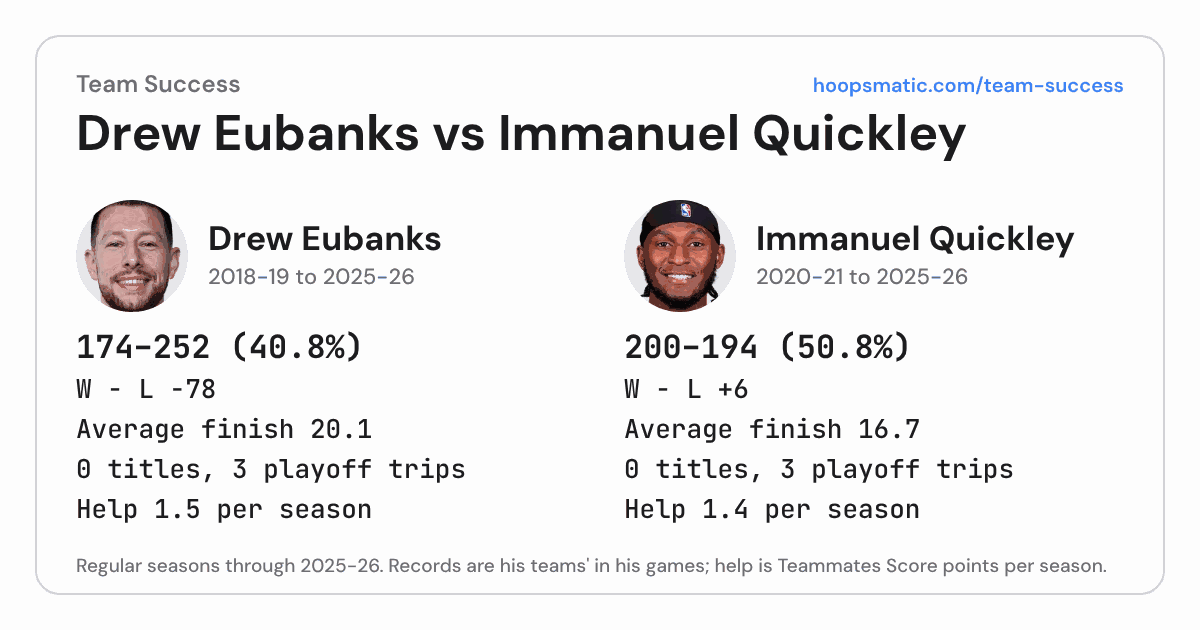 Team Success
hoopsmatic.com/team-success
Drew Eubanks vs Immanuel Quickley
Drew Eubanks
2018-19 to 2025-26
174-252 (40.8%)
W - L -78
Average finish 20.1
0 titles, 3 playoff trips
Help 1.5 per season
Immanuel Quickley
2020-21 to 2025-26
200-194 (50.8%)
W - L +6
Average finish 16.7
0 titles, 3 playoff trips
Help 1.4 per season
Regular seasons through 2025-26. Records are his teams' in his games; help is Teammates Score points per season.